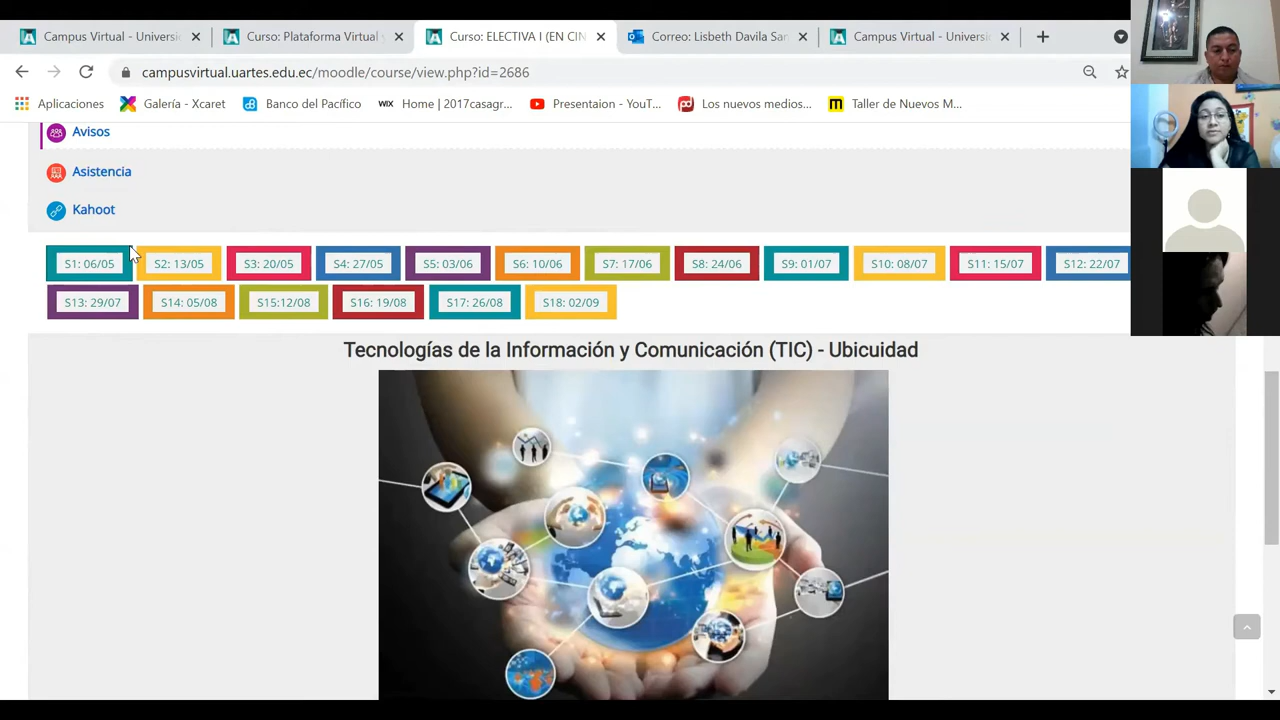 Campus Virtual - Universi
Curso: Plataforma Virtual y
Curso: ELECTIVA I (EN CIN
Correo: Lisbeth Davila San
Campus Virtual - Universi
campusvirtual.uartes.edu.ec/moodle/course/view.php?id=2686
Aplicaciones
Galería - Xcaret
Banco del Pacífico
WIX Home | 2017casagr...
Presentaion - YouT...
pd Los nuevos medios...
M Taller de Nuevos M...
Avisos
Asistencia
Kahoot
S1: 06/05
S2: 13/05
S3: 20/05
S4: 27/05
S5: 03/06
S6: 10/06
S7: 17/06
S8: 24/06
S9: 01/07
S10: 08/07
S11: 15/07
S12: 22/07
S13: 29/07
S14: 05/08
S15:12/08
S16: 19/08
S17: 26/08
S18: 02/09
Tecnologías de la Información y Comunicación (TIC) - Ubicuidad